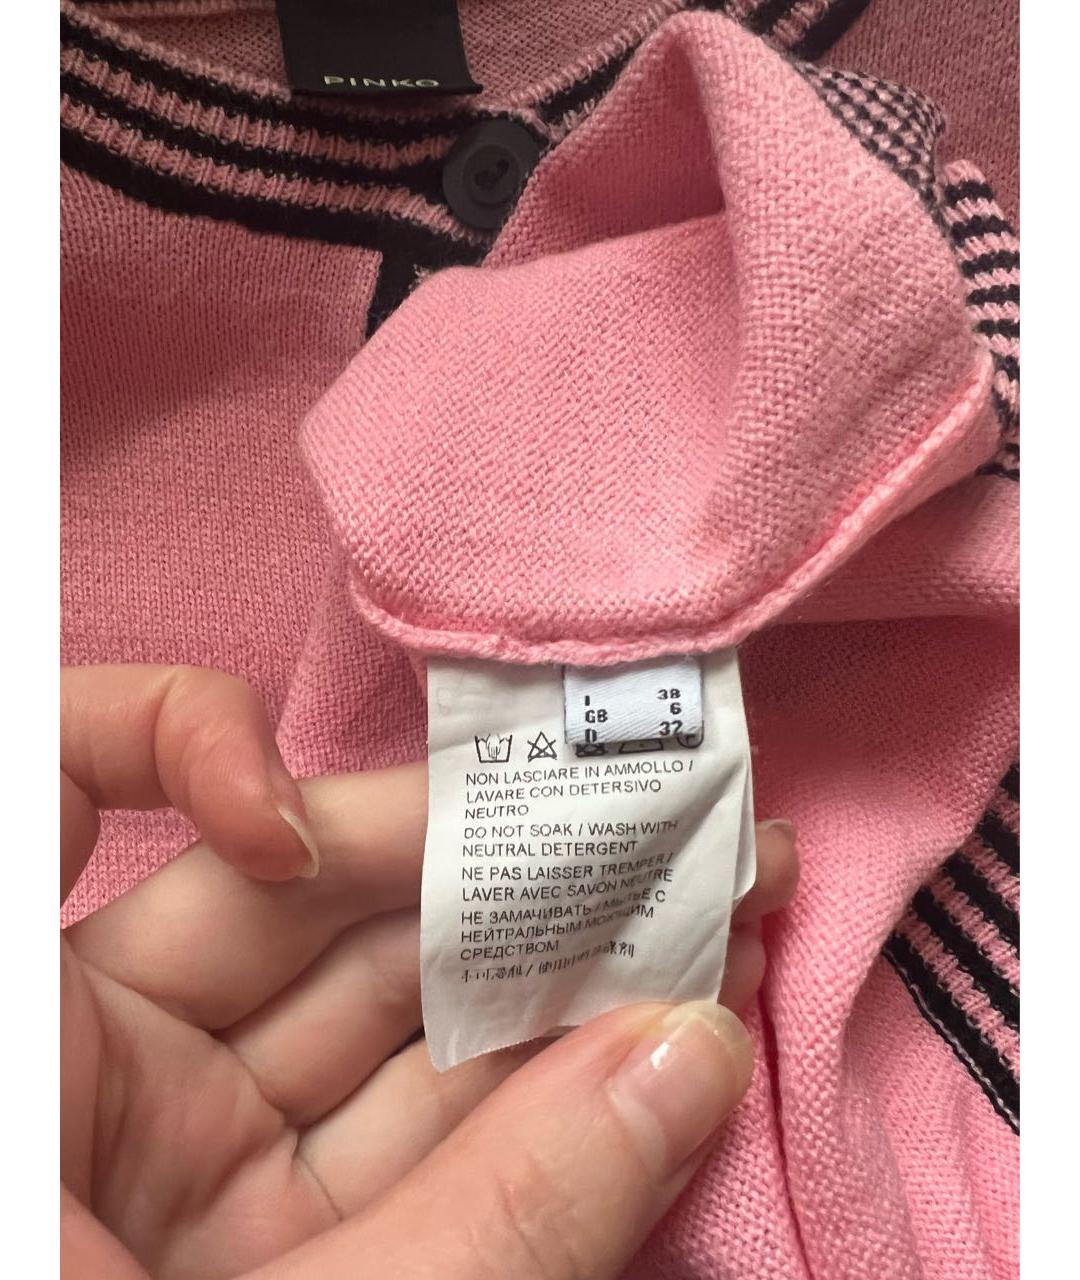 PINKO
I 38
GB 6
D 32
NON LASCIARE IN AMMOLLO /
LAVARE CON DETERSIVO
NEUTRO
DO NOT SOAK / WASH WITH
NEUTRAL DETERGENT
NE PAS LAISSER TREMPER /
LAVER AVEC SAVON NEUTRE
НЕ ЗАМАЧИВАТЬ / МЫТЬЕ С
НЕЙТРАЛЬНЫМ МОЮЩИМ
СРЕДСТВОМ